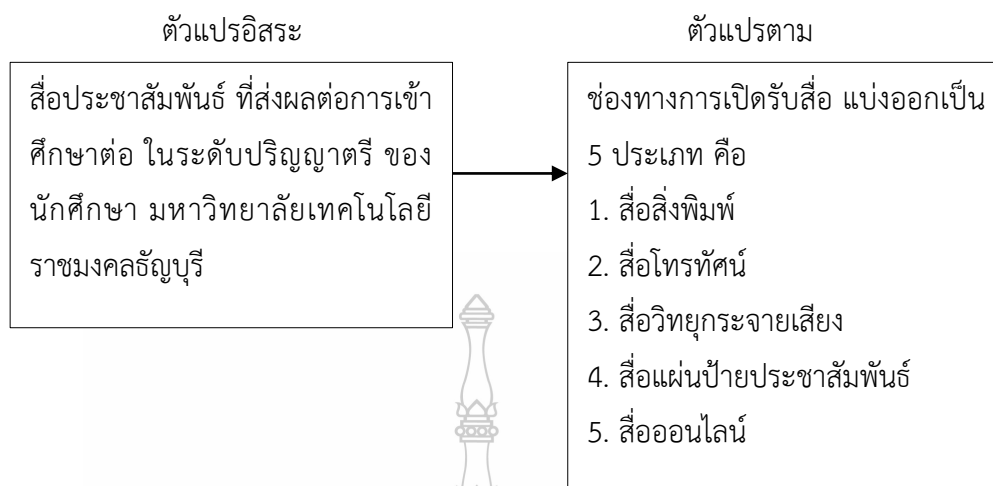 ตัวแปรอิสระ
สื่อประชาสัมพันธ์ ที่ส่งผลต่อการเข้า
ศึกษาต่อ ในระดับปริญญาตรี ของ
นักศึกษา มหาวิทยาลัยเทคโนโลยี
ราชมงคลธัญบุรี
ตัวแปรตาม
ช่องทางการเปิดรับสื่อ แบ่งออกเป็น
5 ประเภท คือ
1. สื่อสิ่งพิมพ์
2. สื่อโทรทัศน์
3. สื่อวิทยุกระจายเสียง
4. สื่อแผ่นป้ายประชาสัมพันธ์
5. สื่อออนไลน์